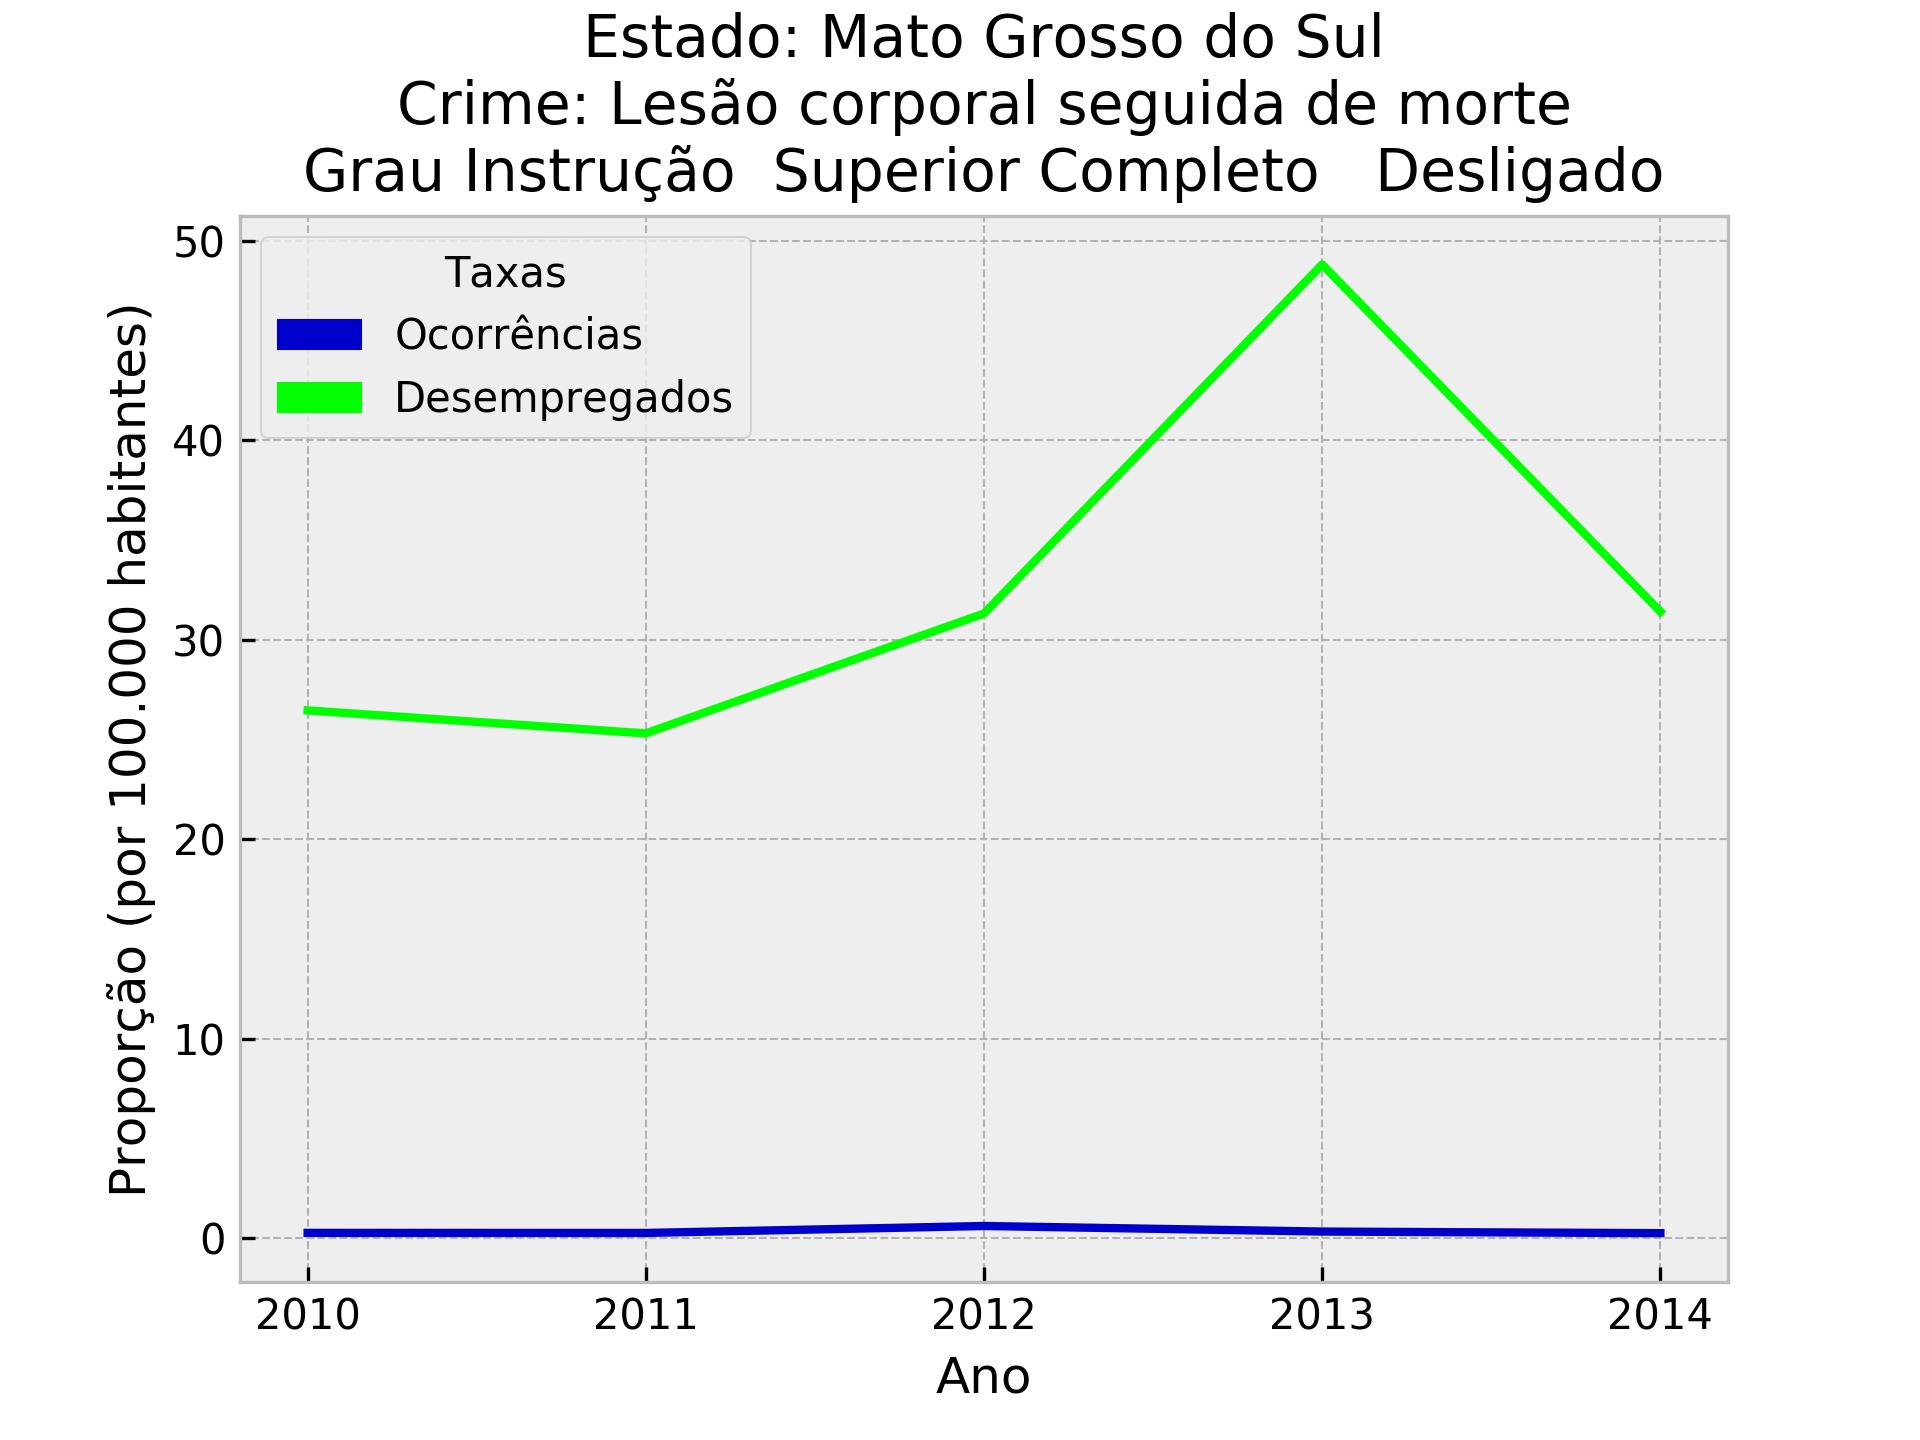 Estado: Mato Grosso do Sul
Crime: Lesão corporal seguida de morte
Grau Instrução  Superior Completo   Desligado
Proporção (por 100.000 habitantes)
50
40
30
20
10
0
Taxas
Ocorrências
Desempregados
2010 2011 2012 2013 2014
Ano